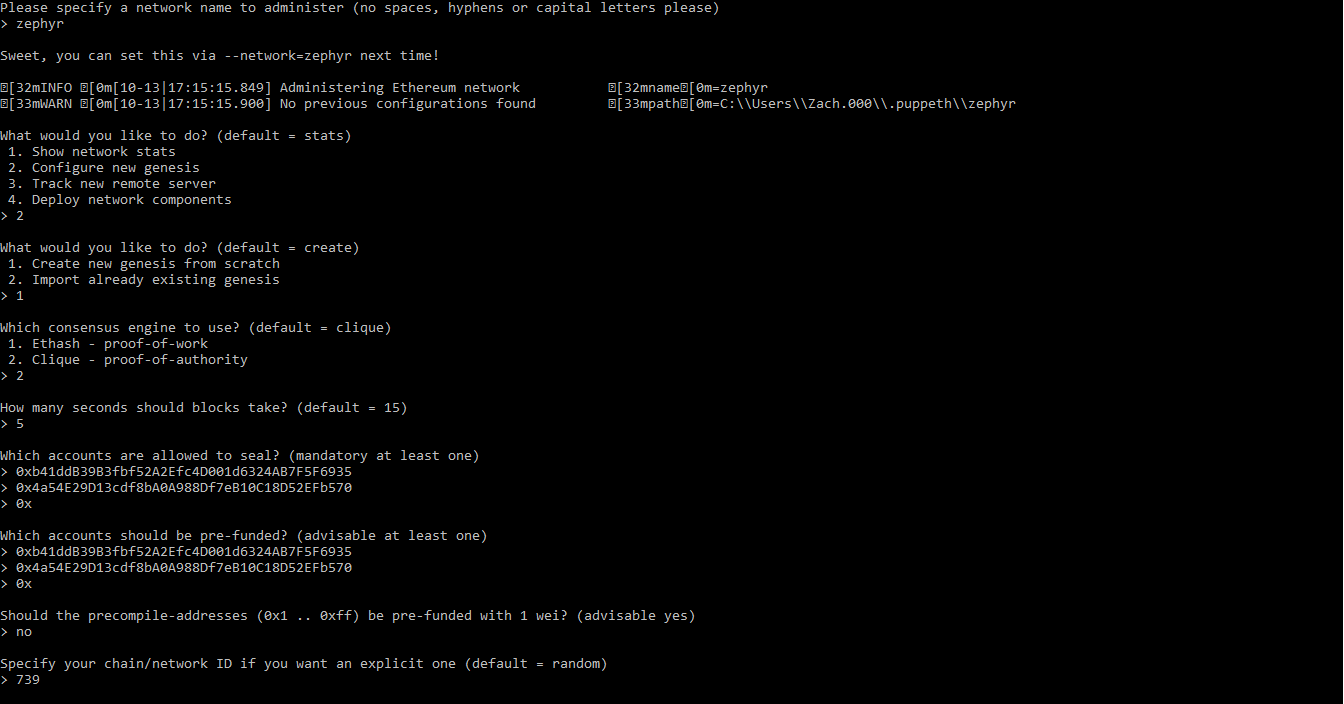 Please specify a network name to administer (no spaces, hyphens or capital letters please)
> zephyr
Sweet, you can set this via --network=zephyr next time!
[32mINFO [0m[10-13|17:15:15.849] Administering Ethereum network [32mname[0m=zephyr
[33mWARN [0m[10-13|17:15:15.900] No previous configurations found [33mpath[0m=C:\\Users\\Zach.000\\.puppeth\\zephyr
What would you like to do? (default = stats)
1. Show network stats
2. Configure new genesis
3. Track new remote server
4. Deploy network components
> 2
What would you like to do? (default = create)
1. Create new genesis from scratch
2. Import already existing genesis
> 1
Which consensus engine to use? (default = clique)
1. Ethash - proof-of-work
2. Clique - proof-of-authority
> 2
How many seconds should blocks take? (default = 15)
> 5
Which accounts are allowed to seal? (mandatory at least one)
> 0xb41ddB39B3fbf52A2Efc4D001d6324AB7F5F6935
> 0x4a54E29D13cdf8bA0A988Df7eB10C18D52EFb570
> 0x
Which accounts should be pre-funded? (advisable at least one)
> 0xb41ddB39B3fbf52A2Efc4D001d6324AB7F5F6935
> 0x4a54E29D13cdf8bA0A988Df7eB10C18D52EFb570
> 0x
Should the precompile-addresses (0x1 .. 0xff) be pre-funded with 1 wei? (advisable yes)
> no
Specify your chain/network ID if you want an explicit one (default = random)
> 739